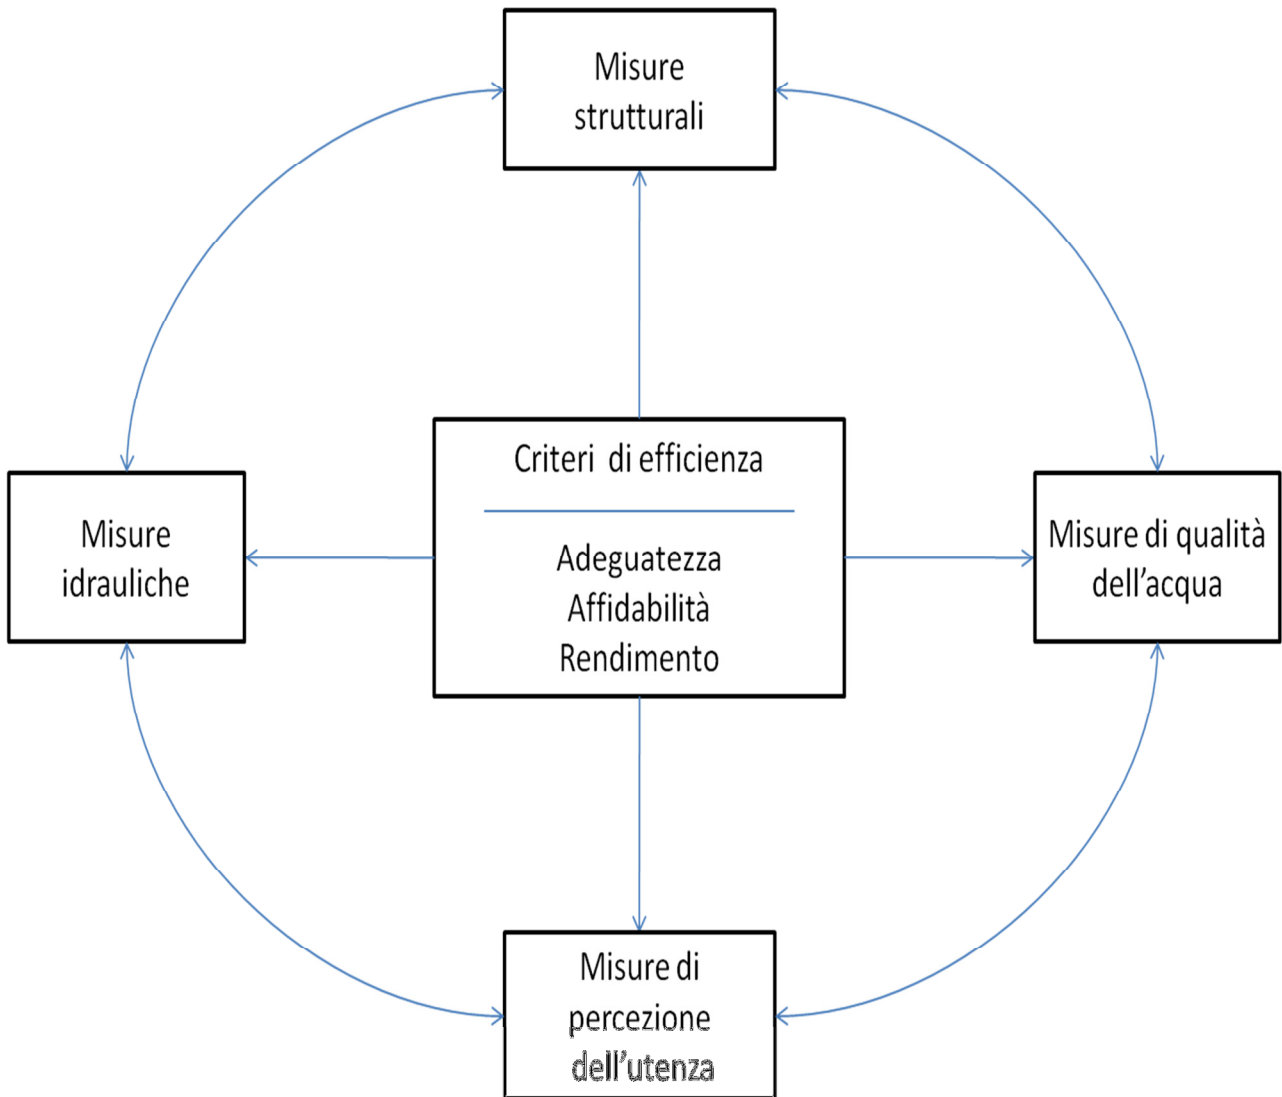 Misure
strutturali
Criteri di efficienza
Adeguatezza
Affidabilità
Rendimento
Misure
idrauliche
Misure di qualità
dell’acqua
Misure di
percezione
dell’utenza